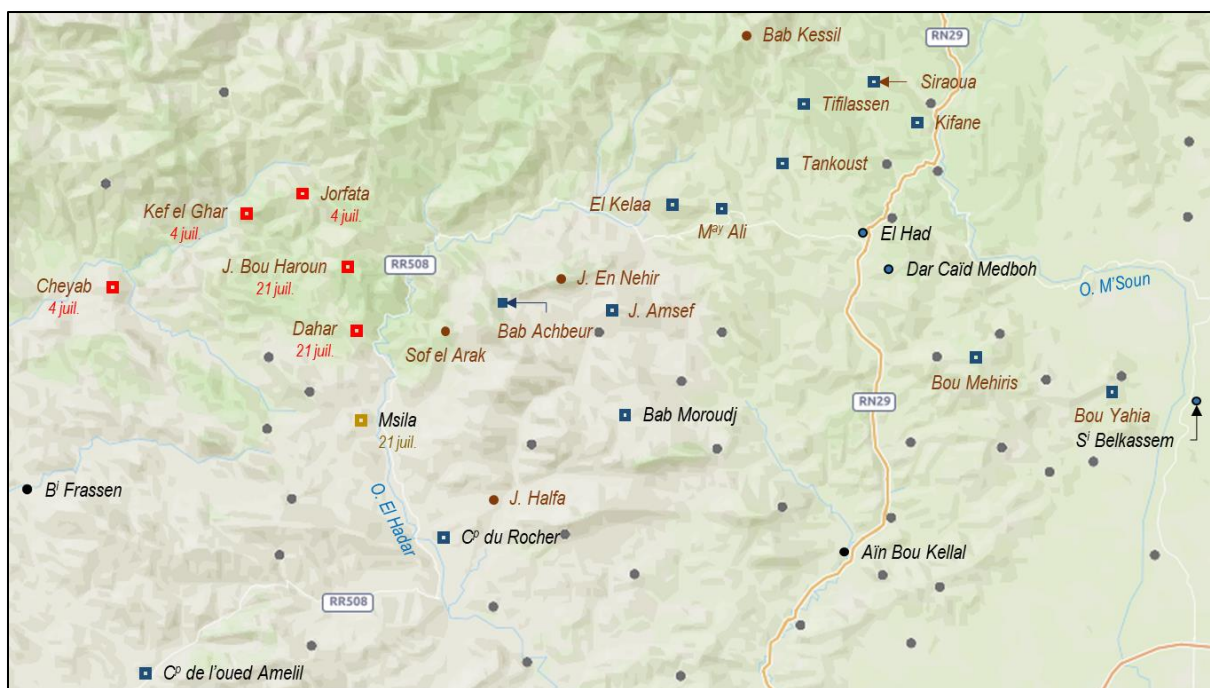 Bab Kessil
RN29
Siraoua
Tifilassen
Kifane
Tankoust
Jorfata
4 juil.
Kef el Ghar
4 juil.
El Kelaa
Mᵃʸ Ali
El Had
RR508
J. Bou Haroun
21 juil.
Dar Caïd Medboh
Cheyab
4 juil.
J. En Nehir
O. M'Soun
Bab Achbeur
J. Amsef
Dahar
21 juil.
Sof el Arak
Bou Mehiris
RN29
Bou Yahia
Sⁱ Belkassem
Msila
21 juil.
Bab Moroudj
Bⁱ Frassen
O. El Hadar
J. Halfa
Cᵖ du Rocher
Aïn Bou Kellal
RR508
Cᵖ de l'oued Amelil